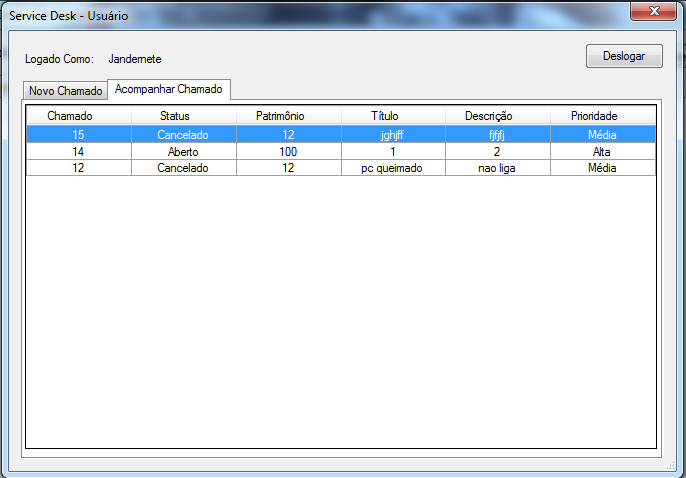 Service Desk - Usuário
Logado Como: Jandernete
Deslogar
Novo Chamado Acompanhar Chamado
Chamado Status Patrimônio Título Descrição Prioridade
15 Cancelado 12 jghjff fjfjfj Média
14 Aberto 100 1 2 Alta
12 Cancelado 12 pc queimado nao liga Média